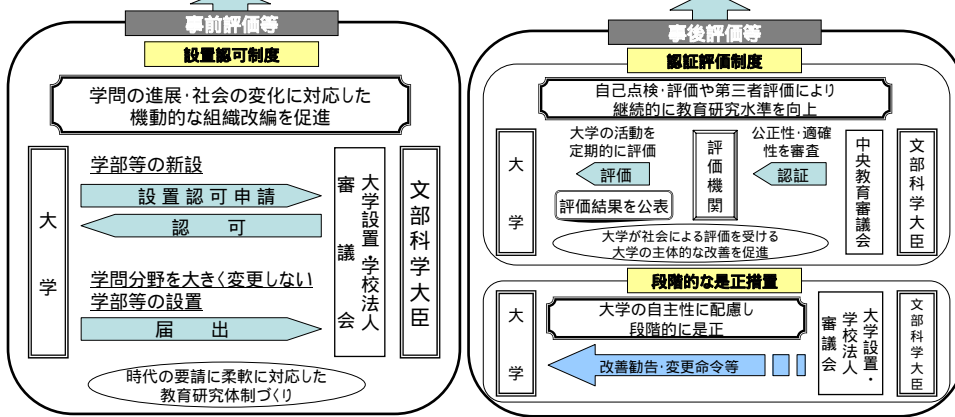 事前評価等
設置認可制度
学問の進展・社会の変化に対応した
機動的な組織改編を促進
大学
学部等の新設
設置認可申請
認可
学問分野を大きく変更しない
学部等の設置
届出
大学設置・学校法人
審議会
文部科学大臣
時代の要請に柔軟に対応した
教育研究体制づくり
事後評価等
認証評価制度
自己点検・評価や第三者評価により
継続的に教育研究水準を向上
大学
大学の活動を
定期的に評価
評価
評価結果を公表
評価機関
公正性・適確
性を審査
認証
中央教育審議会
文部科学大臣
大学が社会による評価を受ける
大学の主体的な改善を促進
段階的な是正措置
大学
大学の自主性に配慮し
段階的に是正
改善勧告・変更命令等
大学設置・
学校法人
審議会
文部科学大臣